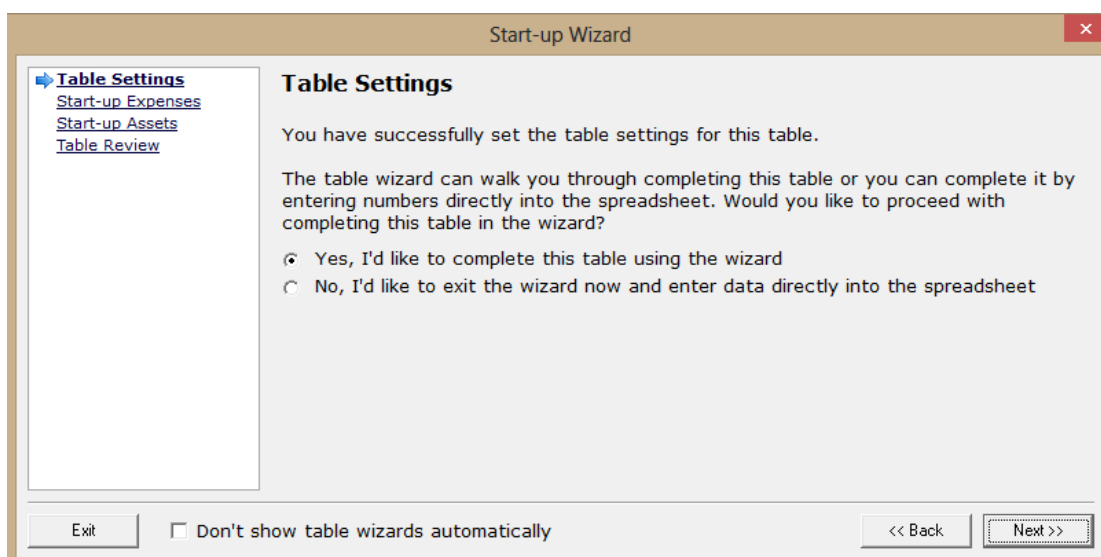 Start-up Wizard
Table Settings
Start-up Expenses
Start-up Assets
Table Review
Table Settings
You have successfully set the table settings for this table.
The table wizard can walk you through completing this table or you can complete it by
entering numbers directly into the spreadsheet. Would you like to proceed with
completing this table in the wizard?
Yes, I'd like to complete this table using the wizard
No, I'd like to exit the wizard now and enter data directly into the spreadsheet
Exit
Don't show table wizards automatically
<< Back
Next >>